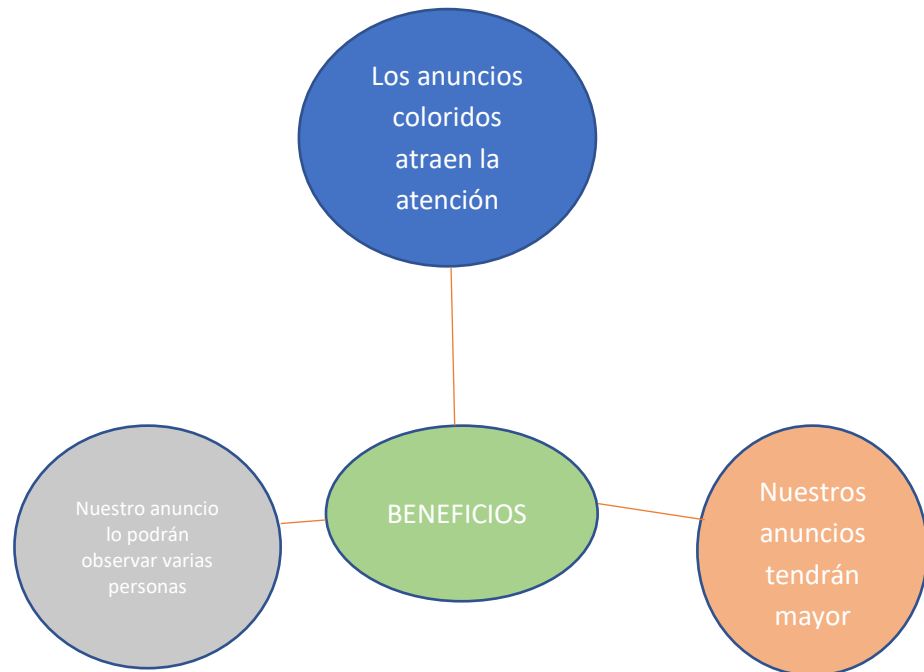 Los anuncios
coloridos
atraen la
atención
Nuestro anuncio
lo podrán
observar varias
personas
BENEFICIOS
Nuestros
anuncios
tendrán
mayor